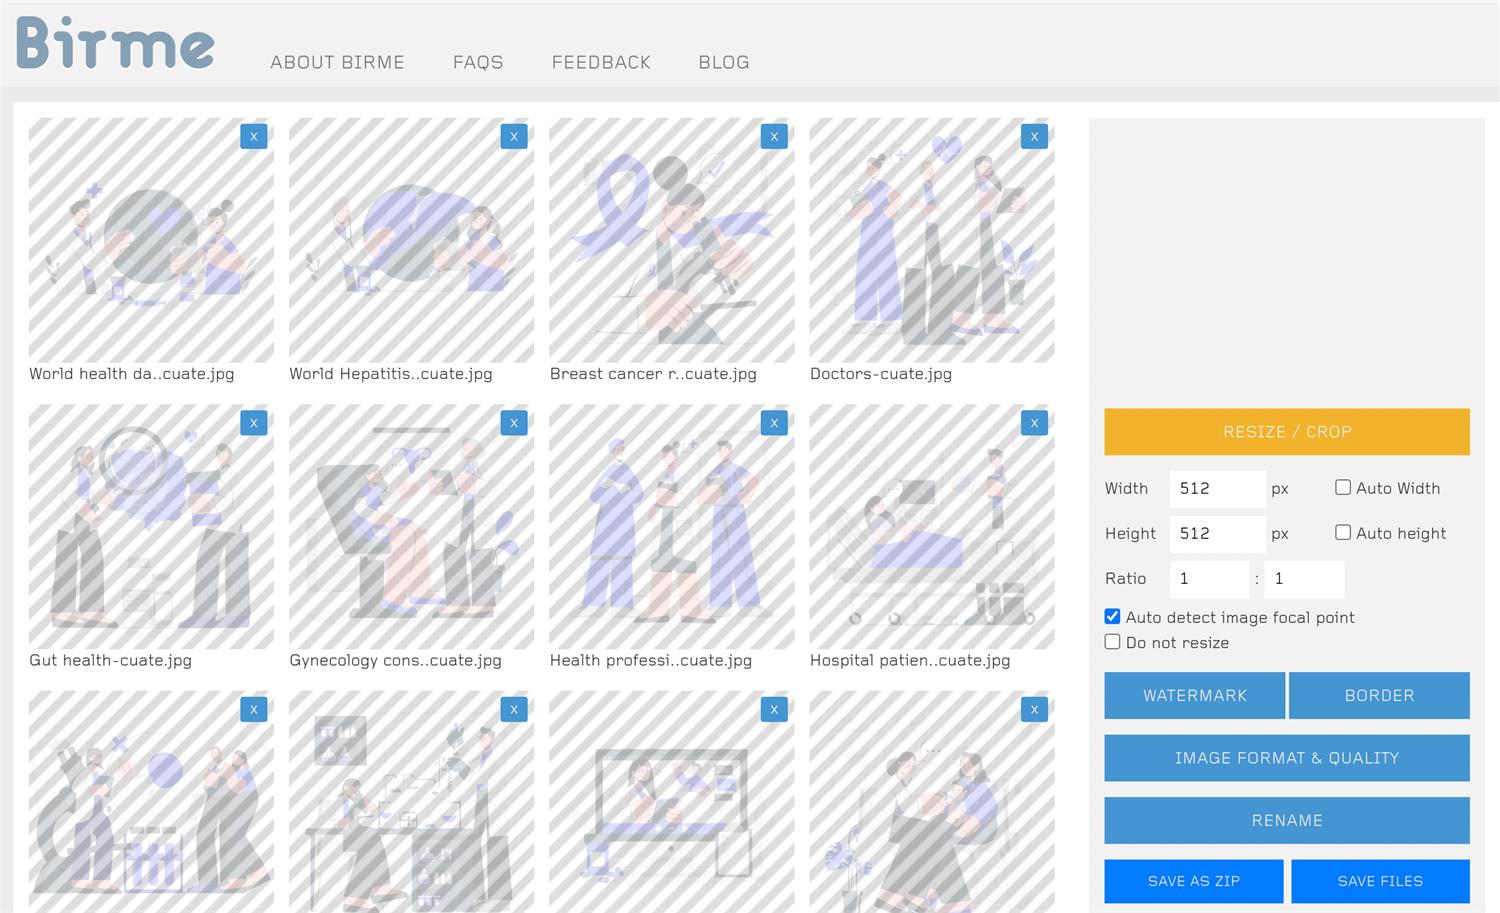 Birme
ABOUT BIRME
FAQS
FEEDBACK
BLOG
X
X
X
X
World health da..cuate.jpg
World Hepatitis..cuate.jpg
Breast cancer r..cuate.jpg
Doctors-cuate.jpg
X
X
X
X
Gut health-cuate.jpg
Gynecology cons..cuate.jpg
Health professi..cuate.jpg
Hospital patien..cuate.jpg
X
X
X
X
RESIZE / CROP
Width 512 px Auto Width
Height 512 px Auto height
Ratio 1 : 1
Auto detect image focal point
Do not resize
WATERMARK
BORDER
IMAGE FORMAT & QUALITY
RENAME
SAVE AS ZIP
SAVE FILES